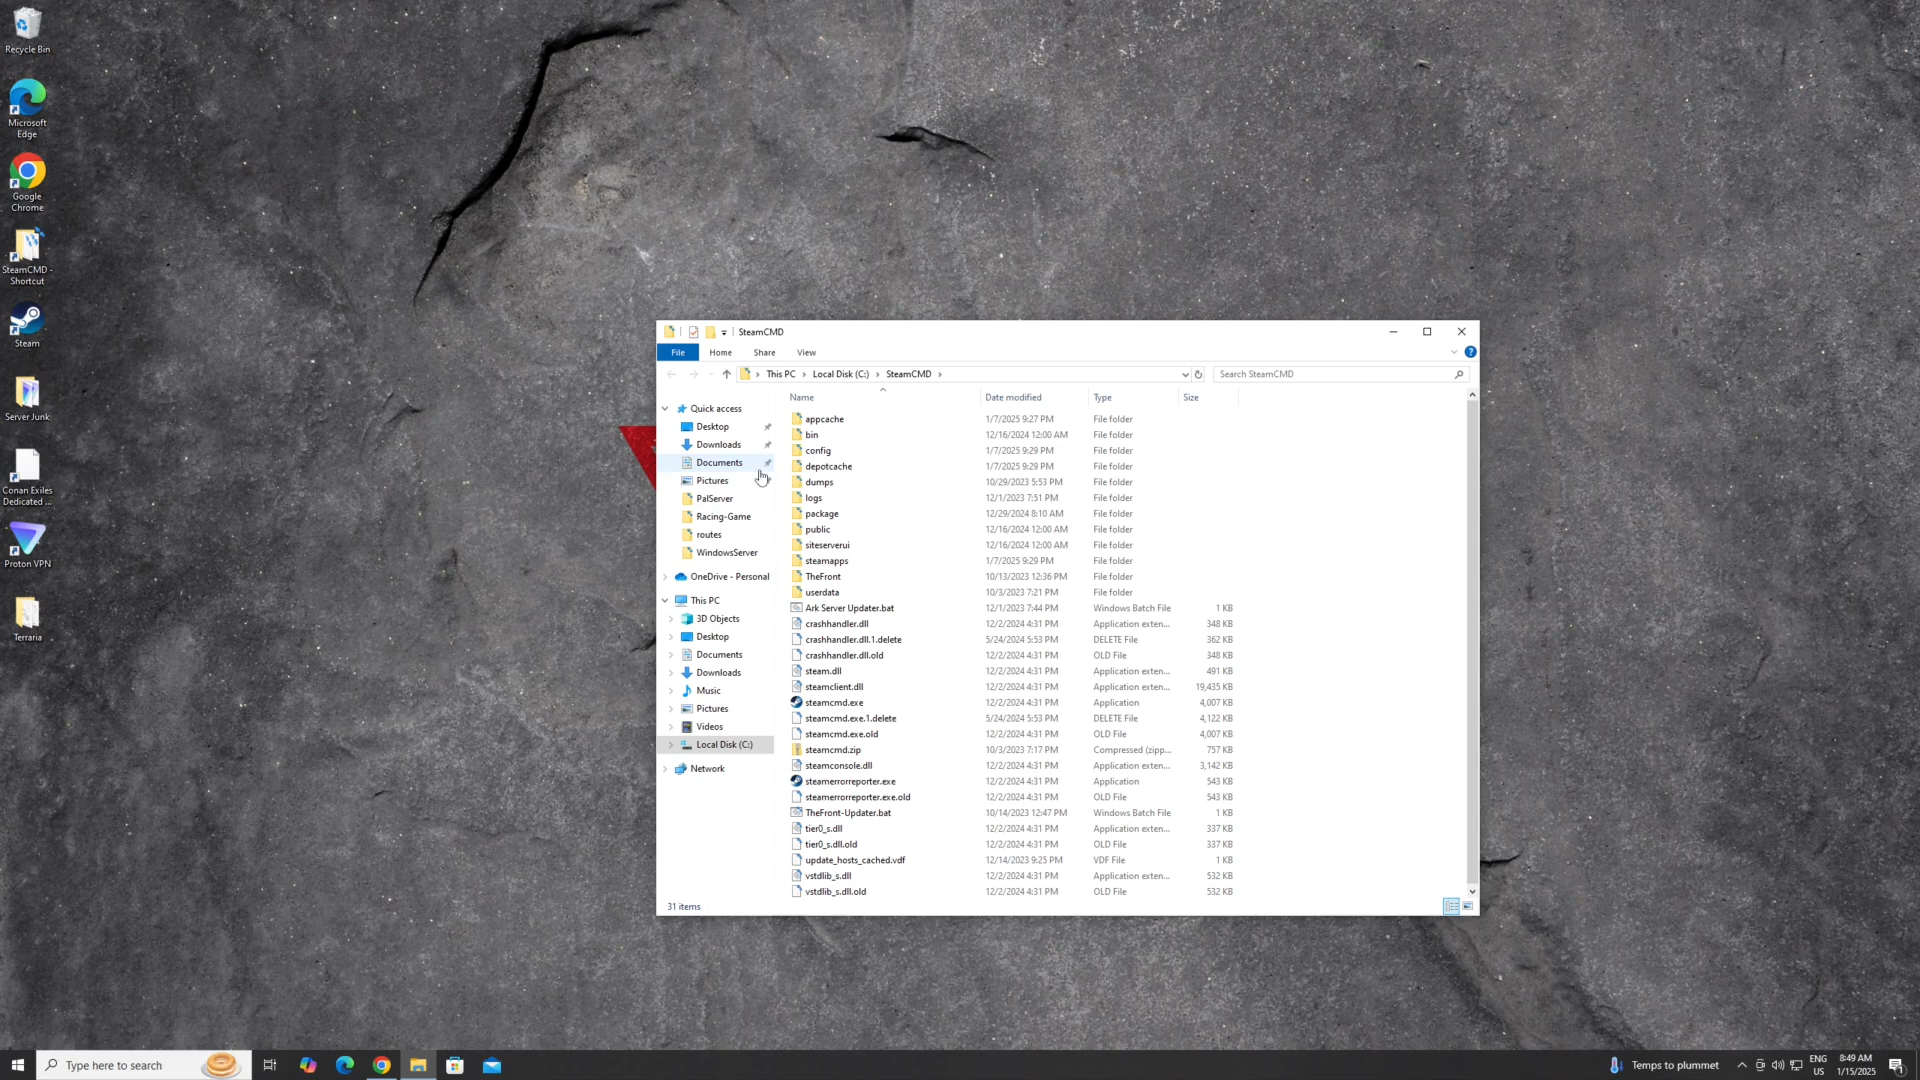 Recycle Bin
Microsoft
Edge
Google
Chrome
SteamCMD -
Shortcut
Steam
Server Junk
Conan Exiles
Dedicated ...
Proton VPN
Terraria
SteamCMD
File Home Share View
This PC > Local Disk (C:) > SteamCMD >
Search SteamCMD
Quick access
Desktop
Downloads
Documents
Pictures
PalServer
Racing-Game
routes
WindowsServer
OneDrive - Personal
This PC
3D Objects
Desktop
Documents
Downloads
Music
Pictures
Videos
Local Disk (C:)
Network
Name Date modified Type Size
appcache 1/7/2025 9:27 PM File folder
bin 12/16/2024 12:00 AM File folder
config 1/7/2025 9:29 PM File folder
depotcache 1/7/2025 9:29 PM File folder
dumps 10/29/2023 5:53 PM File folder
logs 12/1/2023 7:51 PM File folder
package 12/29/2024 8:10 AM File folder
public 12/16/2024 12:00 AM File folder
siteserverui 12/16/2024 12:00 AM File folder
steamapps 1/7/2025 9:29 PM File folder
TheFront 10/13/2023 12:36 PM File folder
userdata 10/3/2023 7:21 PM File folder
Ark Server Updater.bat 12/1/2023 7:44 PM Windows Batch File 1 KB
crashhandler.dll 12/2/2024 4:31 PM Application exten... 348 KB
crashhandler.dll.1.delete 5/24/2024 5:53 PM DELETE File 362 KB
crashhandler.dll.old 12/2/2024 4:31 PM OLD File 348 KB
steam.dll 12/2/2024 4:31 PM Application exten... 491 KB
steamclient.dll 12/2/2024 4:31 PM Application exten... 19,435 KB
steamcmd.exe 12/2/2024 4:31 PM Application 4,007 KB
steamcmd.exe.1.delete 5/24/2024 5:53 PM DELETE File 4,122 KB
steamcmd.exe.old 12/2/2024 4:31 PM OLD File 4,007 KB
steamcmd.zip 10/3/2023 7:17 PM Compressed (zipp... 757 KB
steamconsole.dll 12/2/2024 4:31 PM Application exten... 3,142 KB
steamerrorreporter.exe 12/2/2024 4:31 PM Application 543 KB
steamerrorreporter.exe.old 12/2/2024 4:31 PM OLD File 543 KB
TheFront-Updater.bat 10/14/2023 12:47 PM Windows Batch File 1 KB
tier0_s.dll 12/2/2024 4:31 PM Application exten... 337 KB
tier0_s.dll.old 12/2/2024 4:31 PM OLD File 337 KB
update_hosts_cached.vdf 12/14/2023 9:25 PM VDF File 1 KB
vstdlib_s.dll 12/2/2024 4:31 PM Application exten... 532 KB
vstdlib_s.dll.old 12/2/2024 4:31 PM OLD File 532 KB
31 items
Type here to search
Temps to plummet
ENG
US
8:49 AM
1/15/2025